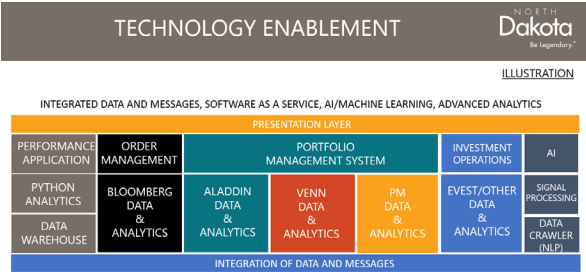 TECHNOLOGY ENABLEMENT
NORTH
Dakota
Be Legendary.™
ILLUSTRATION
INTEGRATED DATA AND MESSAGES, SOFTWARE AS A SERVICE, AI/MACHINE LEARNING, ADVANCED ANALYTICS
PRESENTATION LAYER
PERFORMANCE
APPLICATION
ORDER
MANAGEMENT
PORTFOLIO
MANAGEMENT SYSTEM
INVESTMENT
OPERATIONS
AI
PYTHON
ANALYTICS
DATA
WAREHOUSE
BLOOMBERG
DATA
&
ANALYTICS
ALADDIN
DATA
&
ANALYTICS
VENN
DATA
&
ANALYTICS
PM
DATA
&
ANALYTICS
EVEST/OTHER
DATA
&
ANALYTICS
SIGNAL
PROCESSING
DATA
CRAWLER
(NLP)
INTEGRATION OF DATA AND MESSAGES